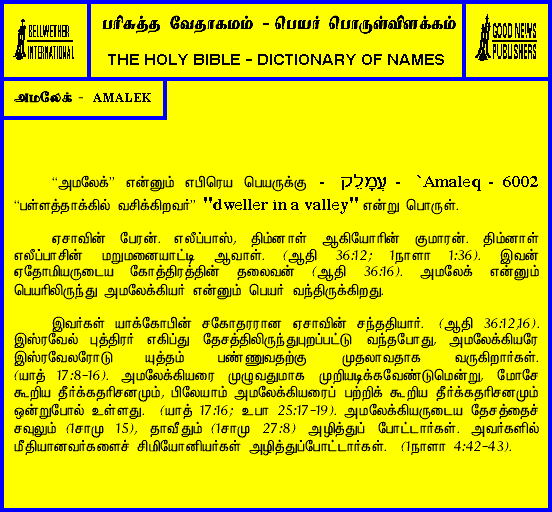 BELLWETHER
INTERNATIONAL
பரிசுத்த வேதாகமம் - பெயர் பொருள்விளக்கம்
THE HOLY BIBLE - DICTIONARY OF NAMES
GOOD NEWS
PUBLISHERS
அமலேக் - AMALEK
“அமலேக்” என்னும் எபிரெய பெயருக்கு - עֲמָלֵק - `Amaleq - 6002
“பள்ளத்தாக்கில் வசிக்கிறவர்” "dweller in a valley" என்று பொருள்.
ஏசாவின் பேரன். எலீப்பாஸ், திம்னாள் ஆகியோரின் குமாரன். திம்னாள்
எலீப்பாசின் மறுமனையாட்டி ஆவாள். (ஆதி 36:12; 1நாளா 1:36). இவன்
ஏதோமியருடைய கோத்திரத்தின் தலைவன் (ஆதி 36:16). அமலேக் என்னும்
பெயரிலிருந்து அமலேக்கியர் என்னும் பெயர் வந்திருக்கிறது.
இவர்கள் யாக்கோபின் சகோதரரான ஏசாவின் சந்ததியார். (ஆதி 36:12,16).
இஸ்ரவேல் புத்திரர் எகிப்து தேசத்திலிருந்துபுறப்பட்டு வந்தபோது, அமலேக்கியரே
இஸ்ரவேலரோடு யுத்தம் பண்ணுவதற்கு முதலாவதாக வருகிறார்கள்.
(யாத் 17:8-16). அமலேக்கியரை முழுவதுமாக முறியடிக்கவேண்டுமென்று, மோசே
கூறிய தீர்க்கதரிசனமும், பிலேயாம் அமலேக்கியரைப் பற்றிக் கூறிய தீர்க்கதரிசனமும்
ஒன்றுபோல் உள்ளது. (யாத் 17:16; உபா 25:17-19). அமலேக்கியருடைய தேசத்தைச்
சவுலும் (1சாமு 15), தாவீதும் (1சாமு 27:8) அழித்துப் போட்டார்கள். அவர்களில்
மீதியானவர்களைச் சிமியோனியர்கள் அழித்துப்போட்டார்கள். (1நாளா 4:42-43).